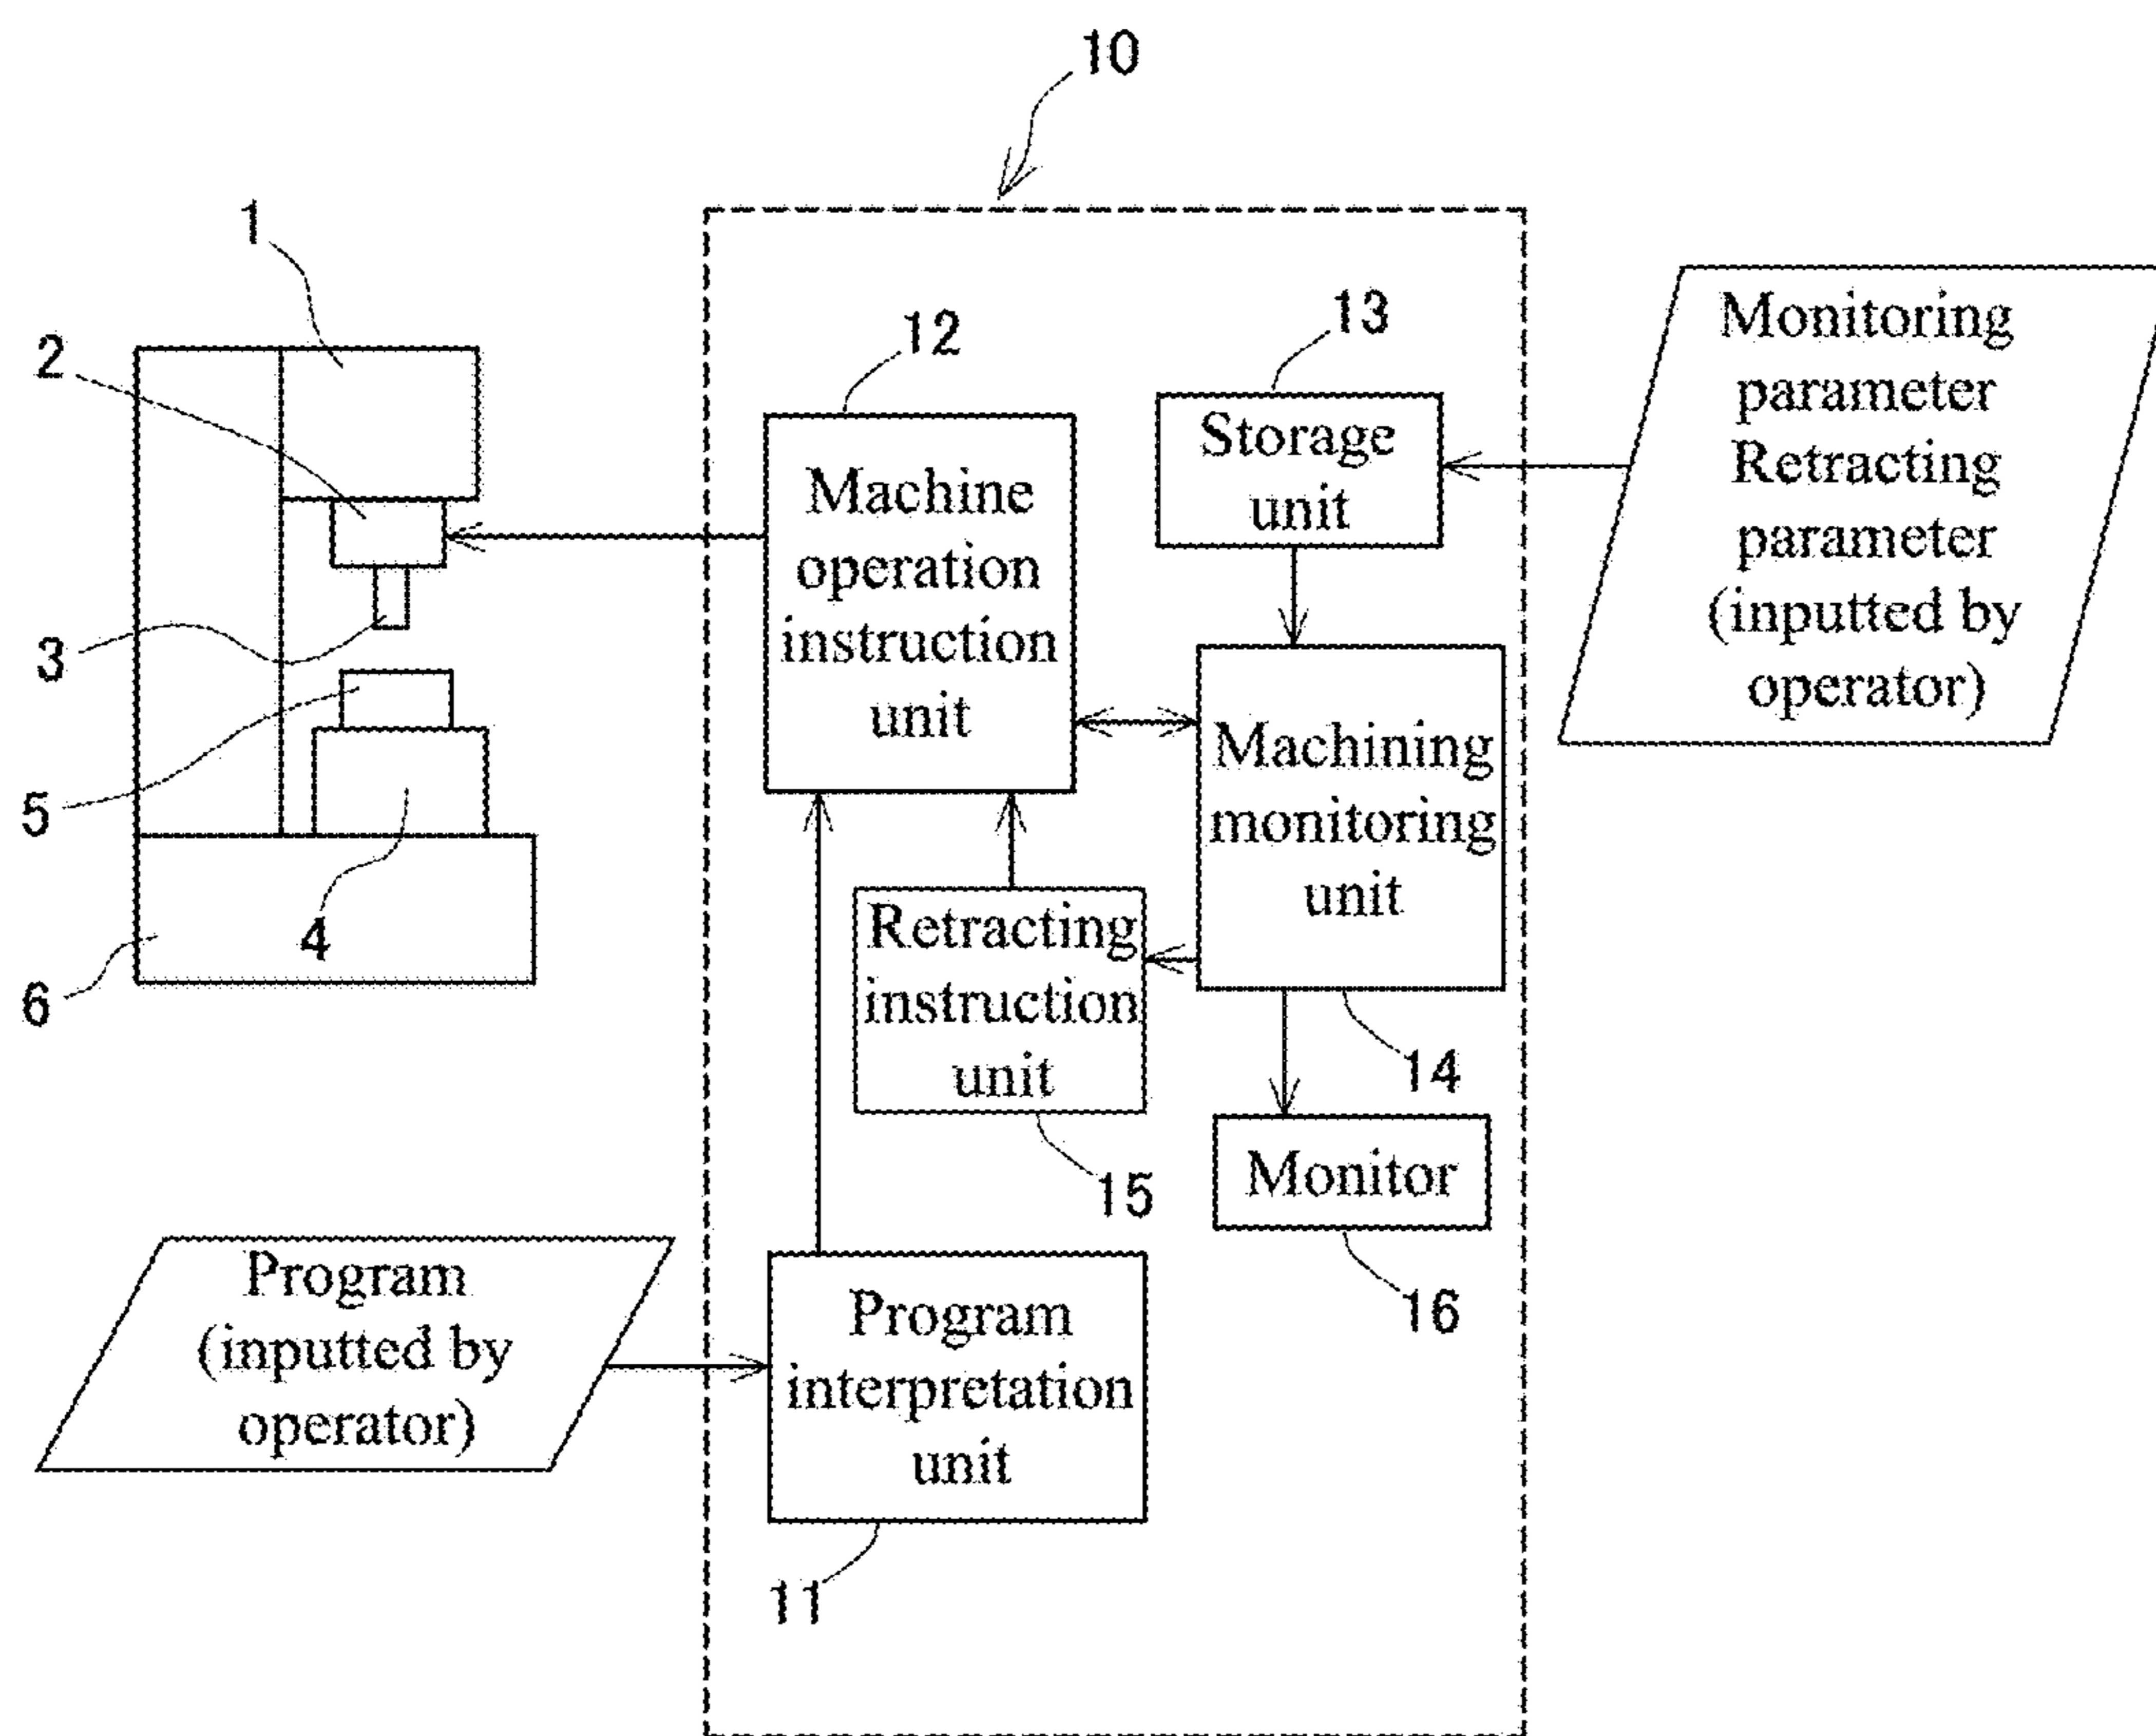 10
1
2
3
5
4
6
12
Machine
operation
instruction
unit
13
Storage
unit
Monitoring
parameter
Retracting
parameter
(inputted by
operator)
Machining
monitoring
unit
14
Retracting
instruction
unit
15
Monitor
16
Program
(inputted by
operator)
Program
interpretation
unit
11